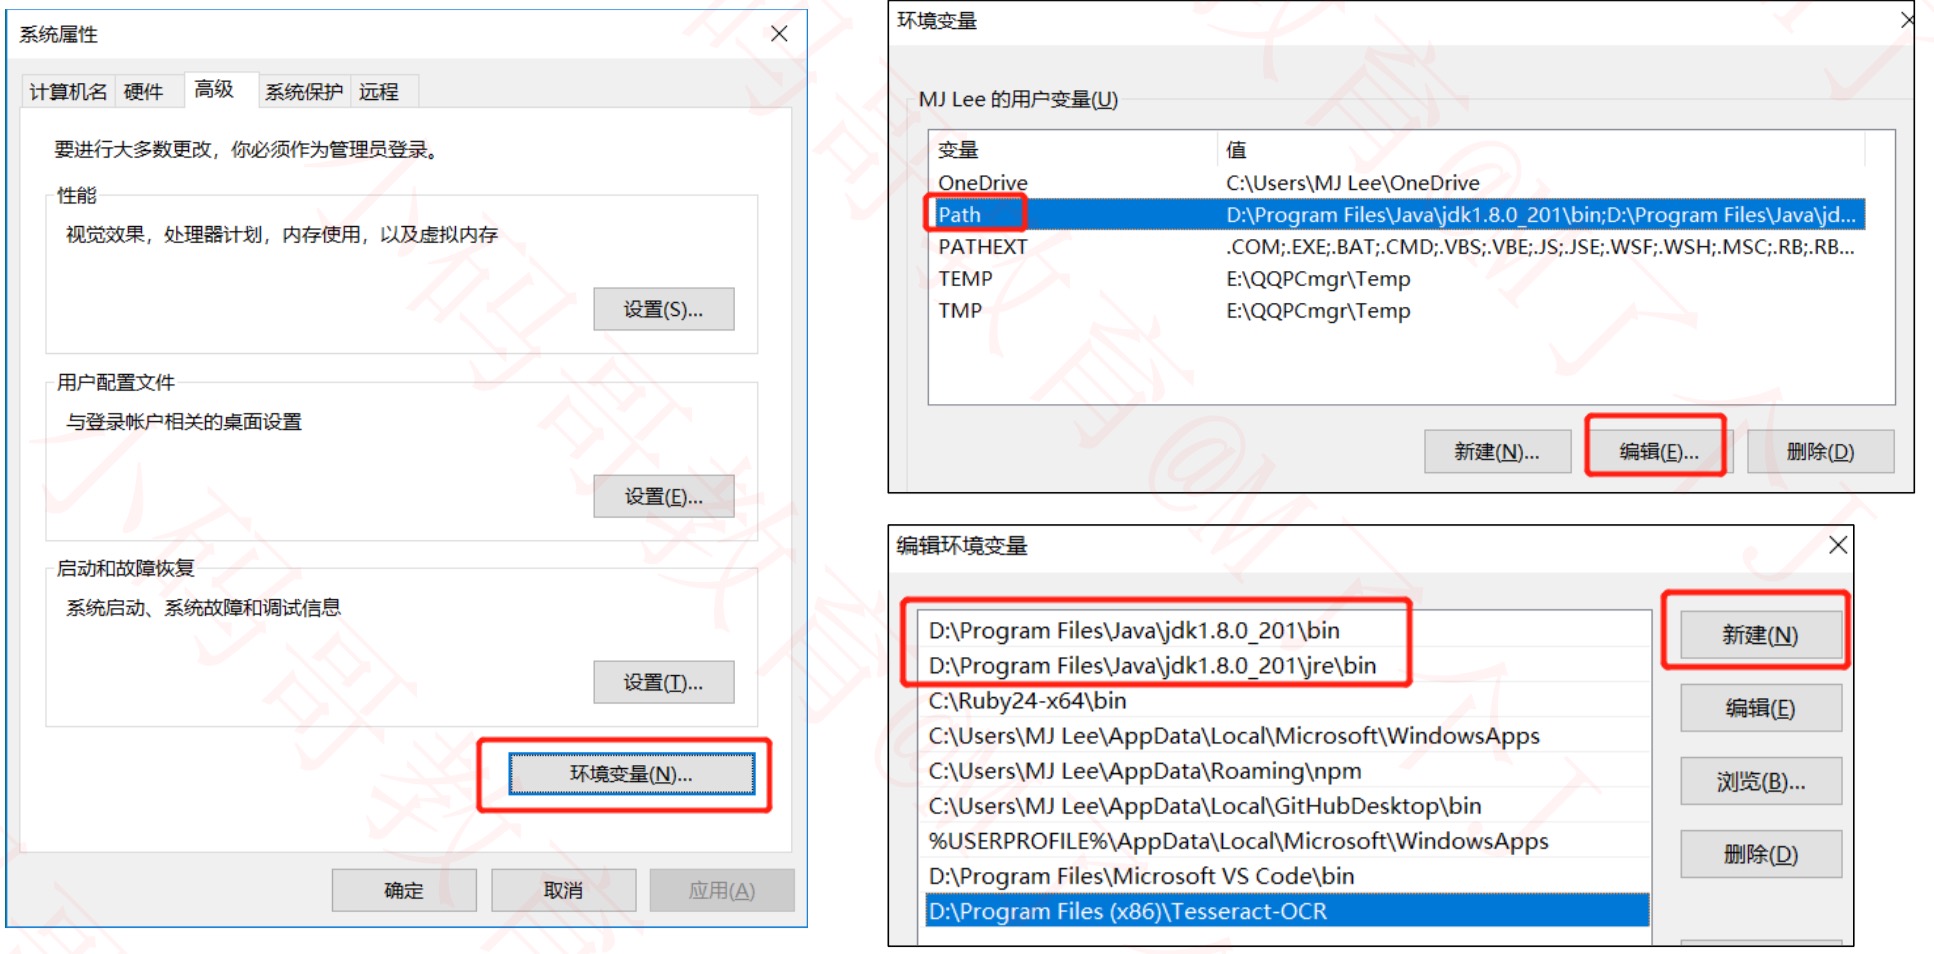 系统属性
计算机名 硬件 高级 系统保护 远程
要进行大多数更改，你必须作为管理员登录。
性能
视觉效果，处理器计划，内存使用，以及虚拟内存
设置(S)...
用户配置文件
与登录帐户相关的桌面设置
设置(E)...
启动和故障恢复
系统启动、系统故障和调试信息
设置(T)...
环境变量(N)...
确定 取消 应用(A)
环境变量
MJ Lee 的用户变量(U)
变量 值
OneDrive C:\Users\MJ Lee\OneDrive
Path D:\Program Files\Java\jdk1.8.0_201\bin;D:\Program Files\Java\jd...
PATHEXT .COM;.EXE;.BAT;.CMD;.VBS;.VBE;.JS;.JSE;.WSF;.WSH;.MSC;.RB;.RB...
TEMP E:\QQPCmgr\Temp
TMP E:\QQPCmgr\Temp
新建(N)... 编辑(E)... 删除(D)
编辑环境变量
D:\Program Files\Java\jdk1.8.0_201\bin
D:\Program Files\Java\jdk1.8.0_201\jre\bin
C:\Ruby24-x64\bin
C:\Users\MJ Lee\AppData\Local\Microsoft\WindowsApps
C:\Users\MJ Lee\AppData\Roaming\npm
C:\Users\MJ Lee\AppData\Local\GitHubDesktop\bin
%USERPROFILE%\AppData\Local\Microsoft\WindowsApps
D:\Program Files\Microsoft VS Code\bin
D:\Program Files (x86)\Tesseract-OCR
新建(N)
编辑(E)
浏览(B)...
删除(D)
小码哥教育@M了个J